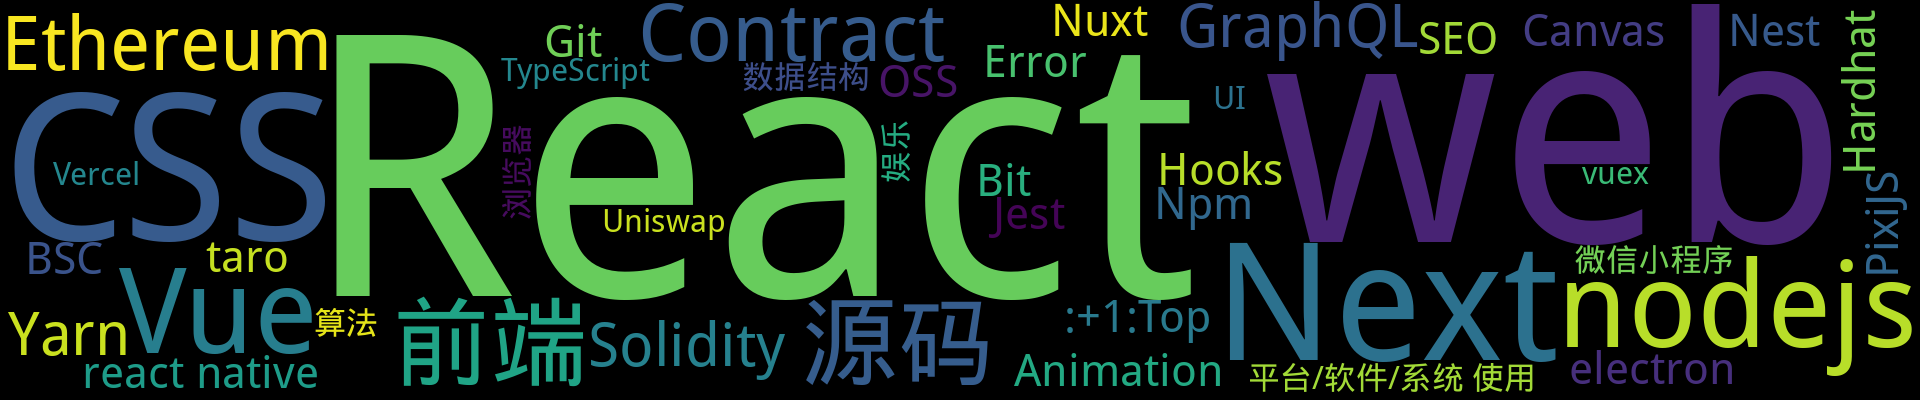 Ethereum
React
Git
TypeScript
Contract
数据结构
OSS
Error
Nuxt
GraphQL
SEO
Canvas
web
Nest
Hardhat
CSS
Vercel
浏览器
娱乐
Bit
Jest
UI
Hooks
Npm
vuex
PixiJS
Uniswap
BSC
taro
Vue
Yarn
算法
react native
前端
Solidity
源码
:+1:Top
Animation
Next
微信小程序
nodejs
平台/软件/系统 使用
electron